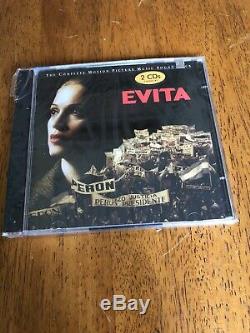 THE COMPLETE MOTION PICTURE MUSIC SOUNDTRACK
2 CDs
EVITA
PERON
PERON PRESIDENTE